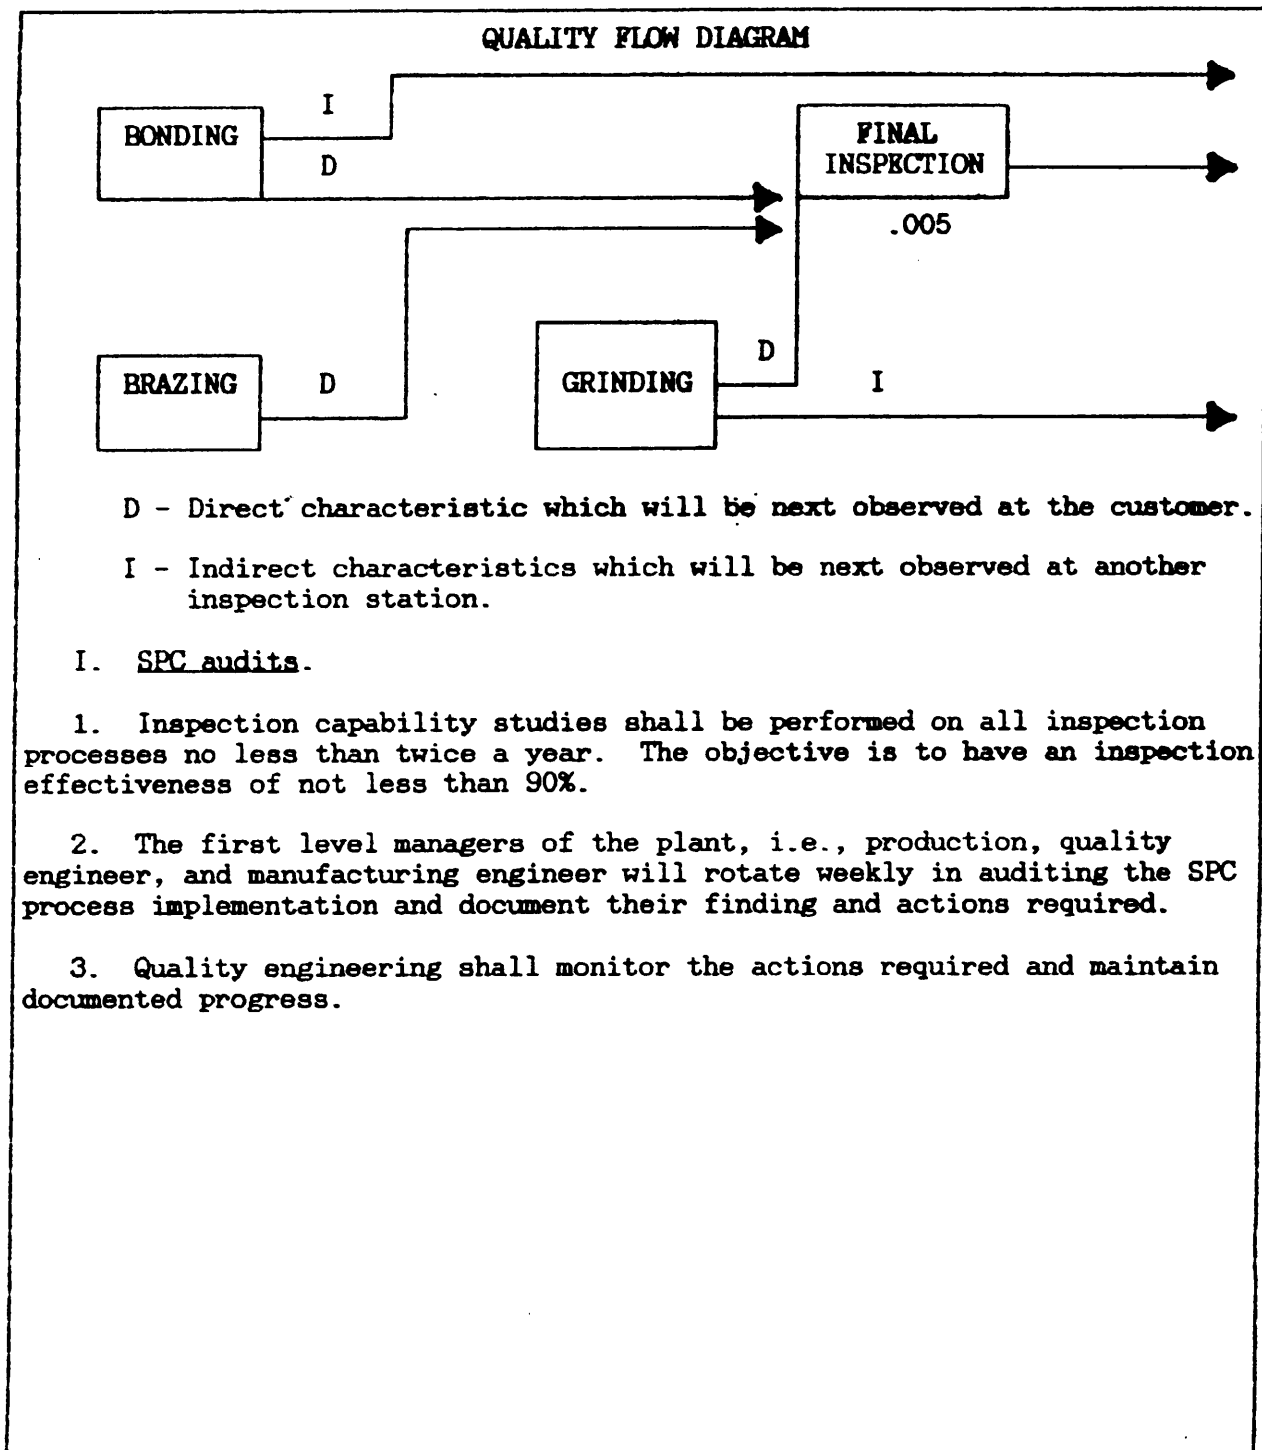 QUALITY FLOW DIAGRAM
I
BONDING
D
FINAL
INSPECTION
.005
D
BRAZING
D
GRINDING
I
D - Direct characteristic which will be next observed at the customer.
I - Indirect characteristics which will be next observed at another
inspection station.
I. SPC audits.
1. Inspection capability studies shall be performed on all inspection
processes no less than twice a year. The objective is to have an inspection
effectiveness of not less than 90%.
2. The first level managers of the plant, i.e., production, quality
engineer, and manufacturing engineer will rotate weekly in auditing the SPC
process implementation and document their finding and actions required.
3. Quality engineering shall monitor the actions required and maintain
documented progress.